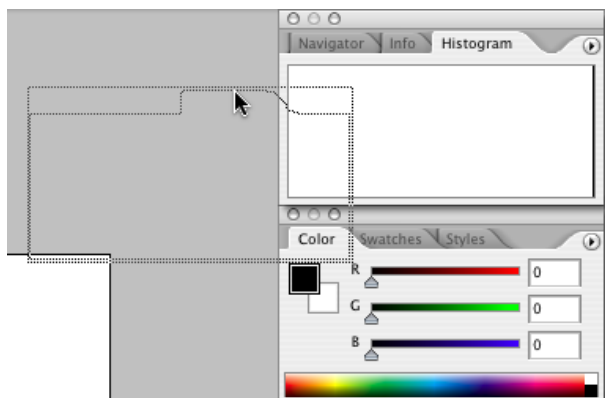 Navigator Info Histogram
Color Swatches Styles
R 0
G 0
B 0